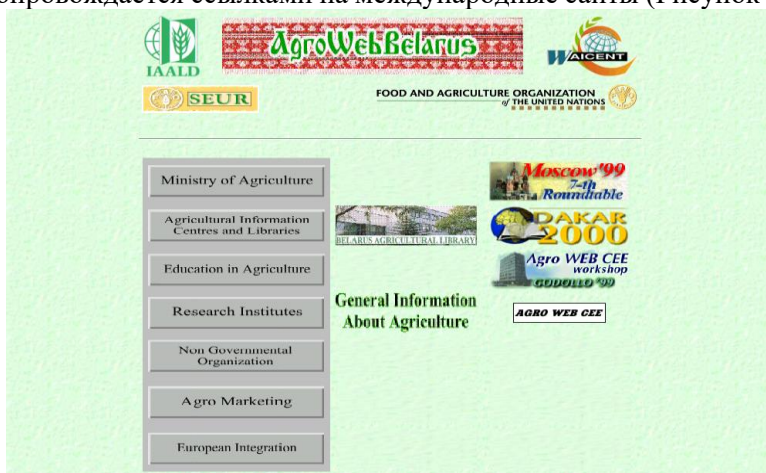 опровождается ссылками на международные сайты (Рисунок
IAALD
AgroWebBelarus
WAICENT
SEUR
FOOD AND AGRICULTURE ORGANIZATION
of THE UNITED NATIONS
Ministry of Agriculture
Agricultural Information
Centres and Libraries
Education in Agriculture
Research Institutes
Non Governmental
Organization
Agro Marketing
European Integration
BELARUS AGRICULTURAL LIBRARY
General Information
About Agriculture
Moscow'99
7-th
Roundtable
DAKAR
2000
Agro WEB CEE
workshop
GODOLLO '99
AGRO WEB CEE